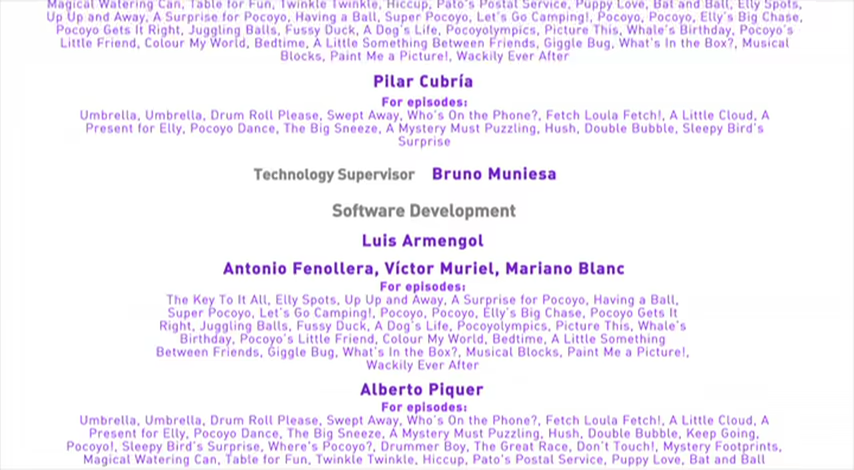 Magical Watering Can, Table for Fun, Twinkle Twinkle, Hiccup, Pato's Postal Service, Puppy Love, Bat and Ball, Elly Spots,
Up Up and Away, A Surprise for Pocoyo, Having a Ball, Super Pocoyo, Let's Go Camping!, Pocoyo, Pocoyo, Elly's Big Chase,
Pocoyo Gets It Right, Juggling Balls, Fussy Duck, A Dog's Life, Pocoyolympics, Picture This, Whale's Birthday, Pocoyo's
Little Friend, Colour My World, Bedtime, A Little Something Between Friends, Giggle Bug, What's In the Box?, Musical
Blocks, Paint Me a Picture!, Wackily Ever After
Pilar Cubría
For episodes:
Umbrella, Umbrella, Drum Roll Please, Swept Away, Who's On the Phone?, Fetch Loula Fetch!, A Little Cloud, A
Present for Elly, Pocoyo Dance, The Big Sneeze, A Mystery Must Puzzling, Hush, Double Bubble, Sleepy Bird's
Surprise
Technology Supervisor Bruno Muniesa
Software Development
Luis Armengol
Antonio Fenollera, Víctor Muriel, Mariano Blanc
For episodes:
The Key To It All, Elly Spots, Up Up and Away, A Surprise for Pocoyo, Having a Ball,
Super Pocoyo, Let's Go Camping!, Pocoyo, Pocoyo, Elly's Big Chase, Pocoyo Gets It
Right, Juggling Balls, Fussy Duck, A Dog's Life, Pocoyolympics, Picture This, Whale's
Birthday, Pocoyo's Little Friend, Colour My World, Bedtime, A Little Something
Between Friends, Giggle Bug, What's In the Box?, Musical Blocks, Paint Me a Picture!,
Wackily Ever After
Alberto Piquer
For episodes:
Umbrella, Umbrella, Drum Roll Please, Swept Away, Who's On the Phone?, Fetch Loula Fetch!, A Little Cloud, A
Present for Elly, Pocoyo Dance, The Big Sneeze, A Mystery Must Puzzling, Hush, Double Bubble, Keep Going,
Pocoyo!, Sleepy Bird's Surprise, Where's Pocoyo?, Drummer Boy, The Great Race, Don't Touch!, Mystery Footprints,
Magical Watering Can, Table for Fun, Twinkle Twinkle, Hiccup, Pato's Postal Service, Puppy Love, Bat and Ball